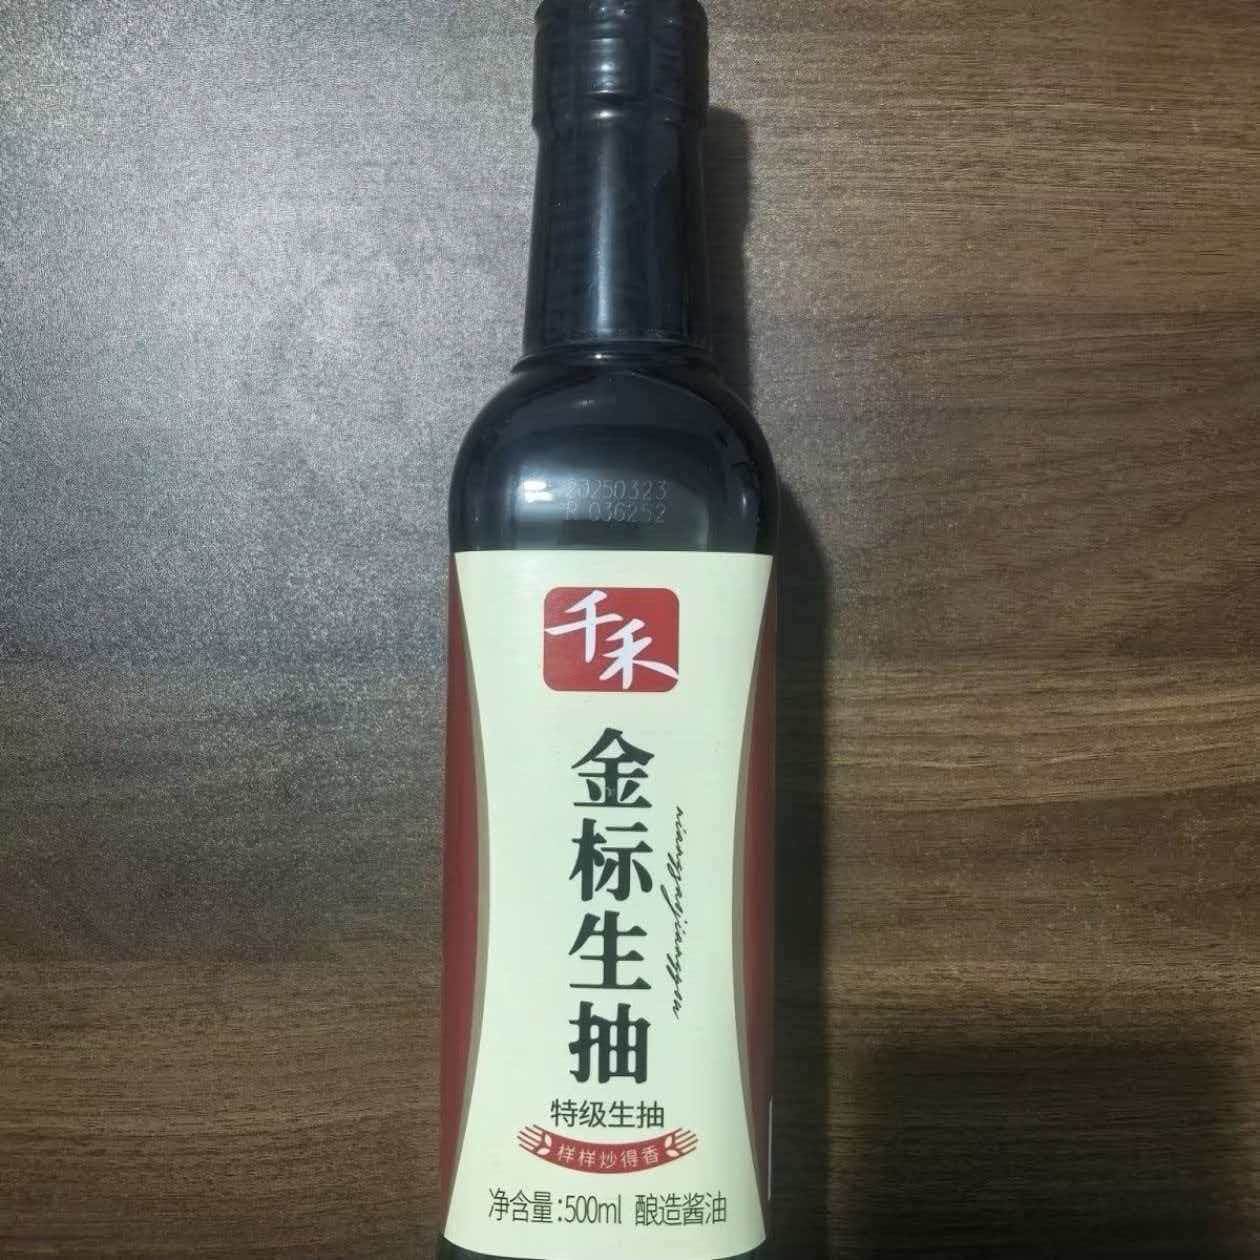 20250323
R 036252
千禾
金标生抽
niangzaojiangyou
特级生抽
样样炒得香
净含量:500ml 酿造酱油